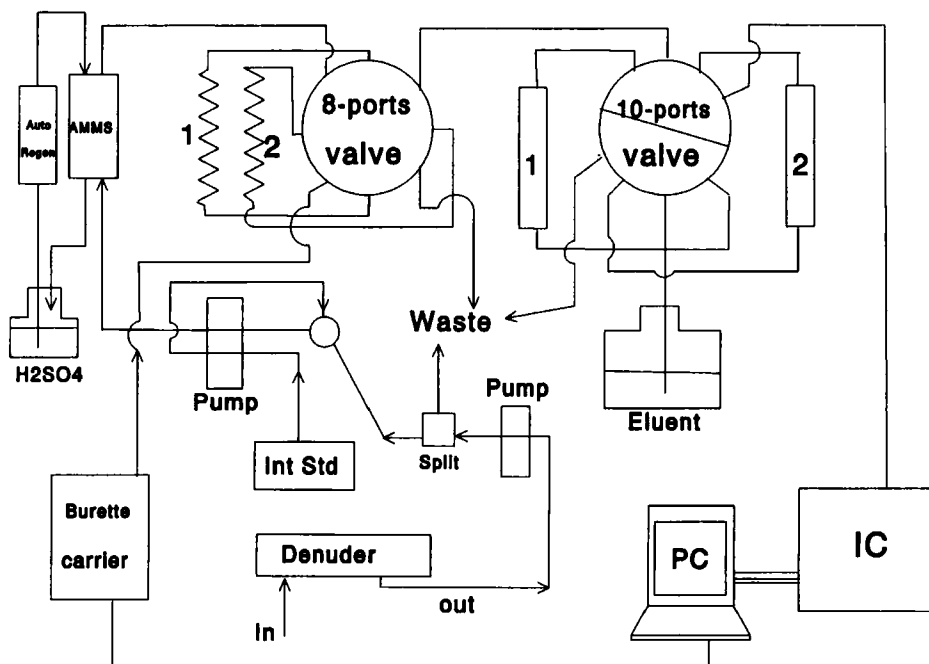 Auto
Regen
AMMS
H2SO4
1
2
8-ports
valve
1
10-ports
valve
2
Waste
Pump
Int Std
Split
Pump
Eluent
Burette
carrier
Denuder
In
out
PC
IC